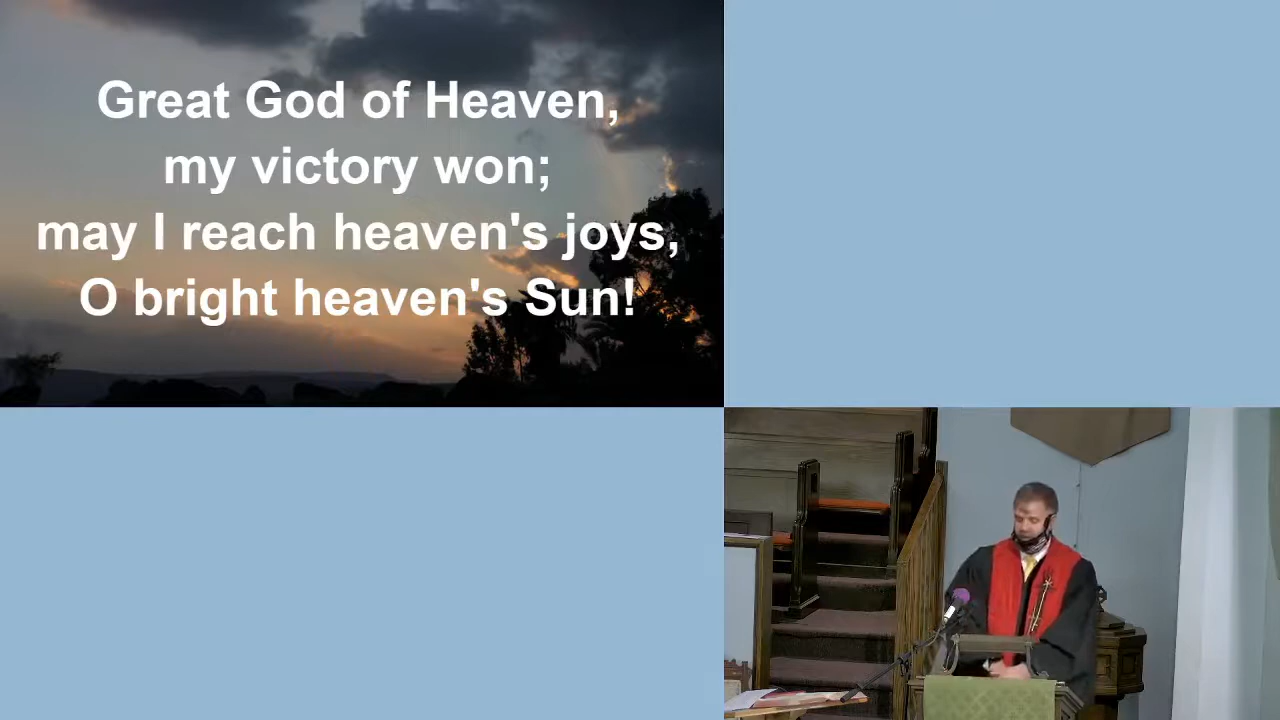 Great God of Heaven,
my victory won;
may I reach heaven's joys,
O bright heaven's Sun!